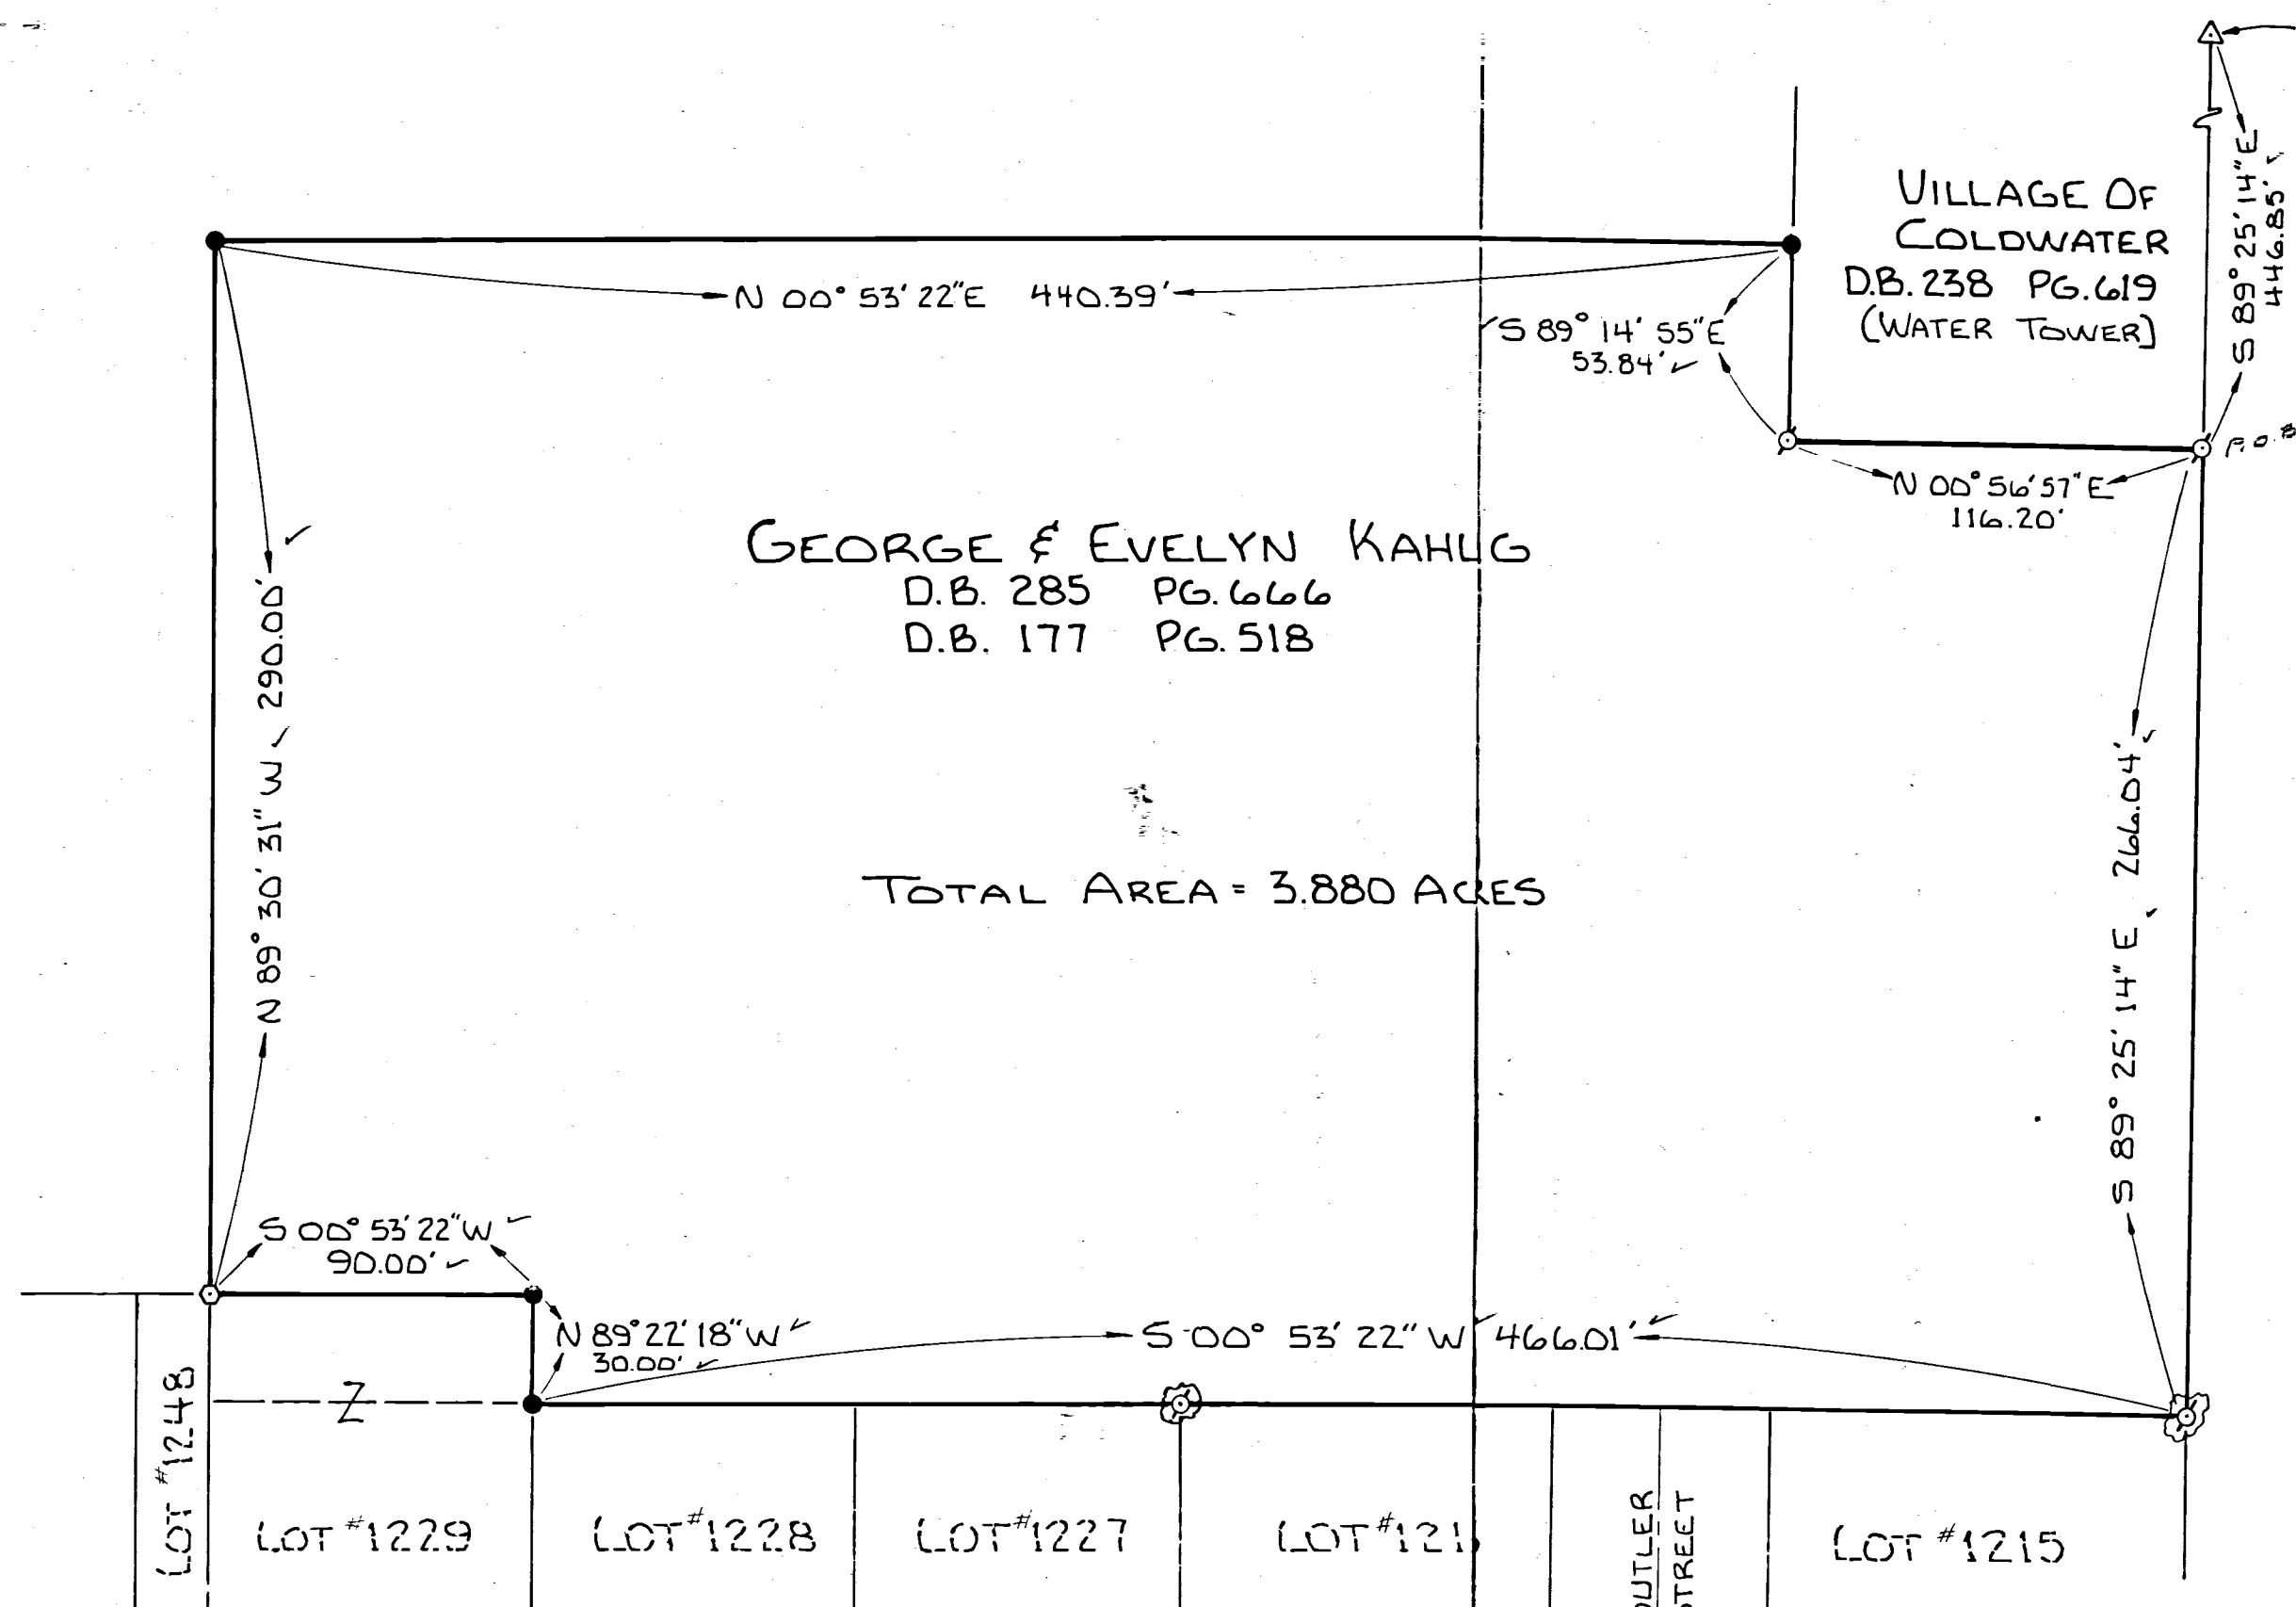 VILLAGE OF
COLDWATER
D.B. 238 PG. 619
(WATER TOWER)
S 89° 25' 14" E
446.85'
N 00° 53' 22" E 440.39'
S 89° 14' 55" E
53.84'
P.O.B
N 00° 56' 57" E
116.20'
GEORGE & EVELYN KAHLIG
D.B. 285 PG. 666
D.B. 177 PG. 518
N 89° 30' 31" W 290.00'
TOTAL AREA = 3.880 ACRES
S 89° 25' 14" E 266.04'
S 00° 53' 22" W
90.00'
N 89° 22' 18" W
30.00'
S 00° 53' 22" W 466.01'
Z
LOT #1248
LOT #1229
LOT #1228
LOT #1227
LOT #121
OUTLER
STREET
LOT #1215